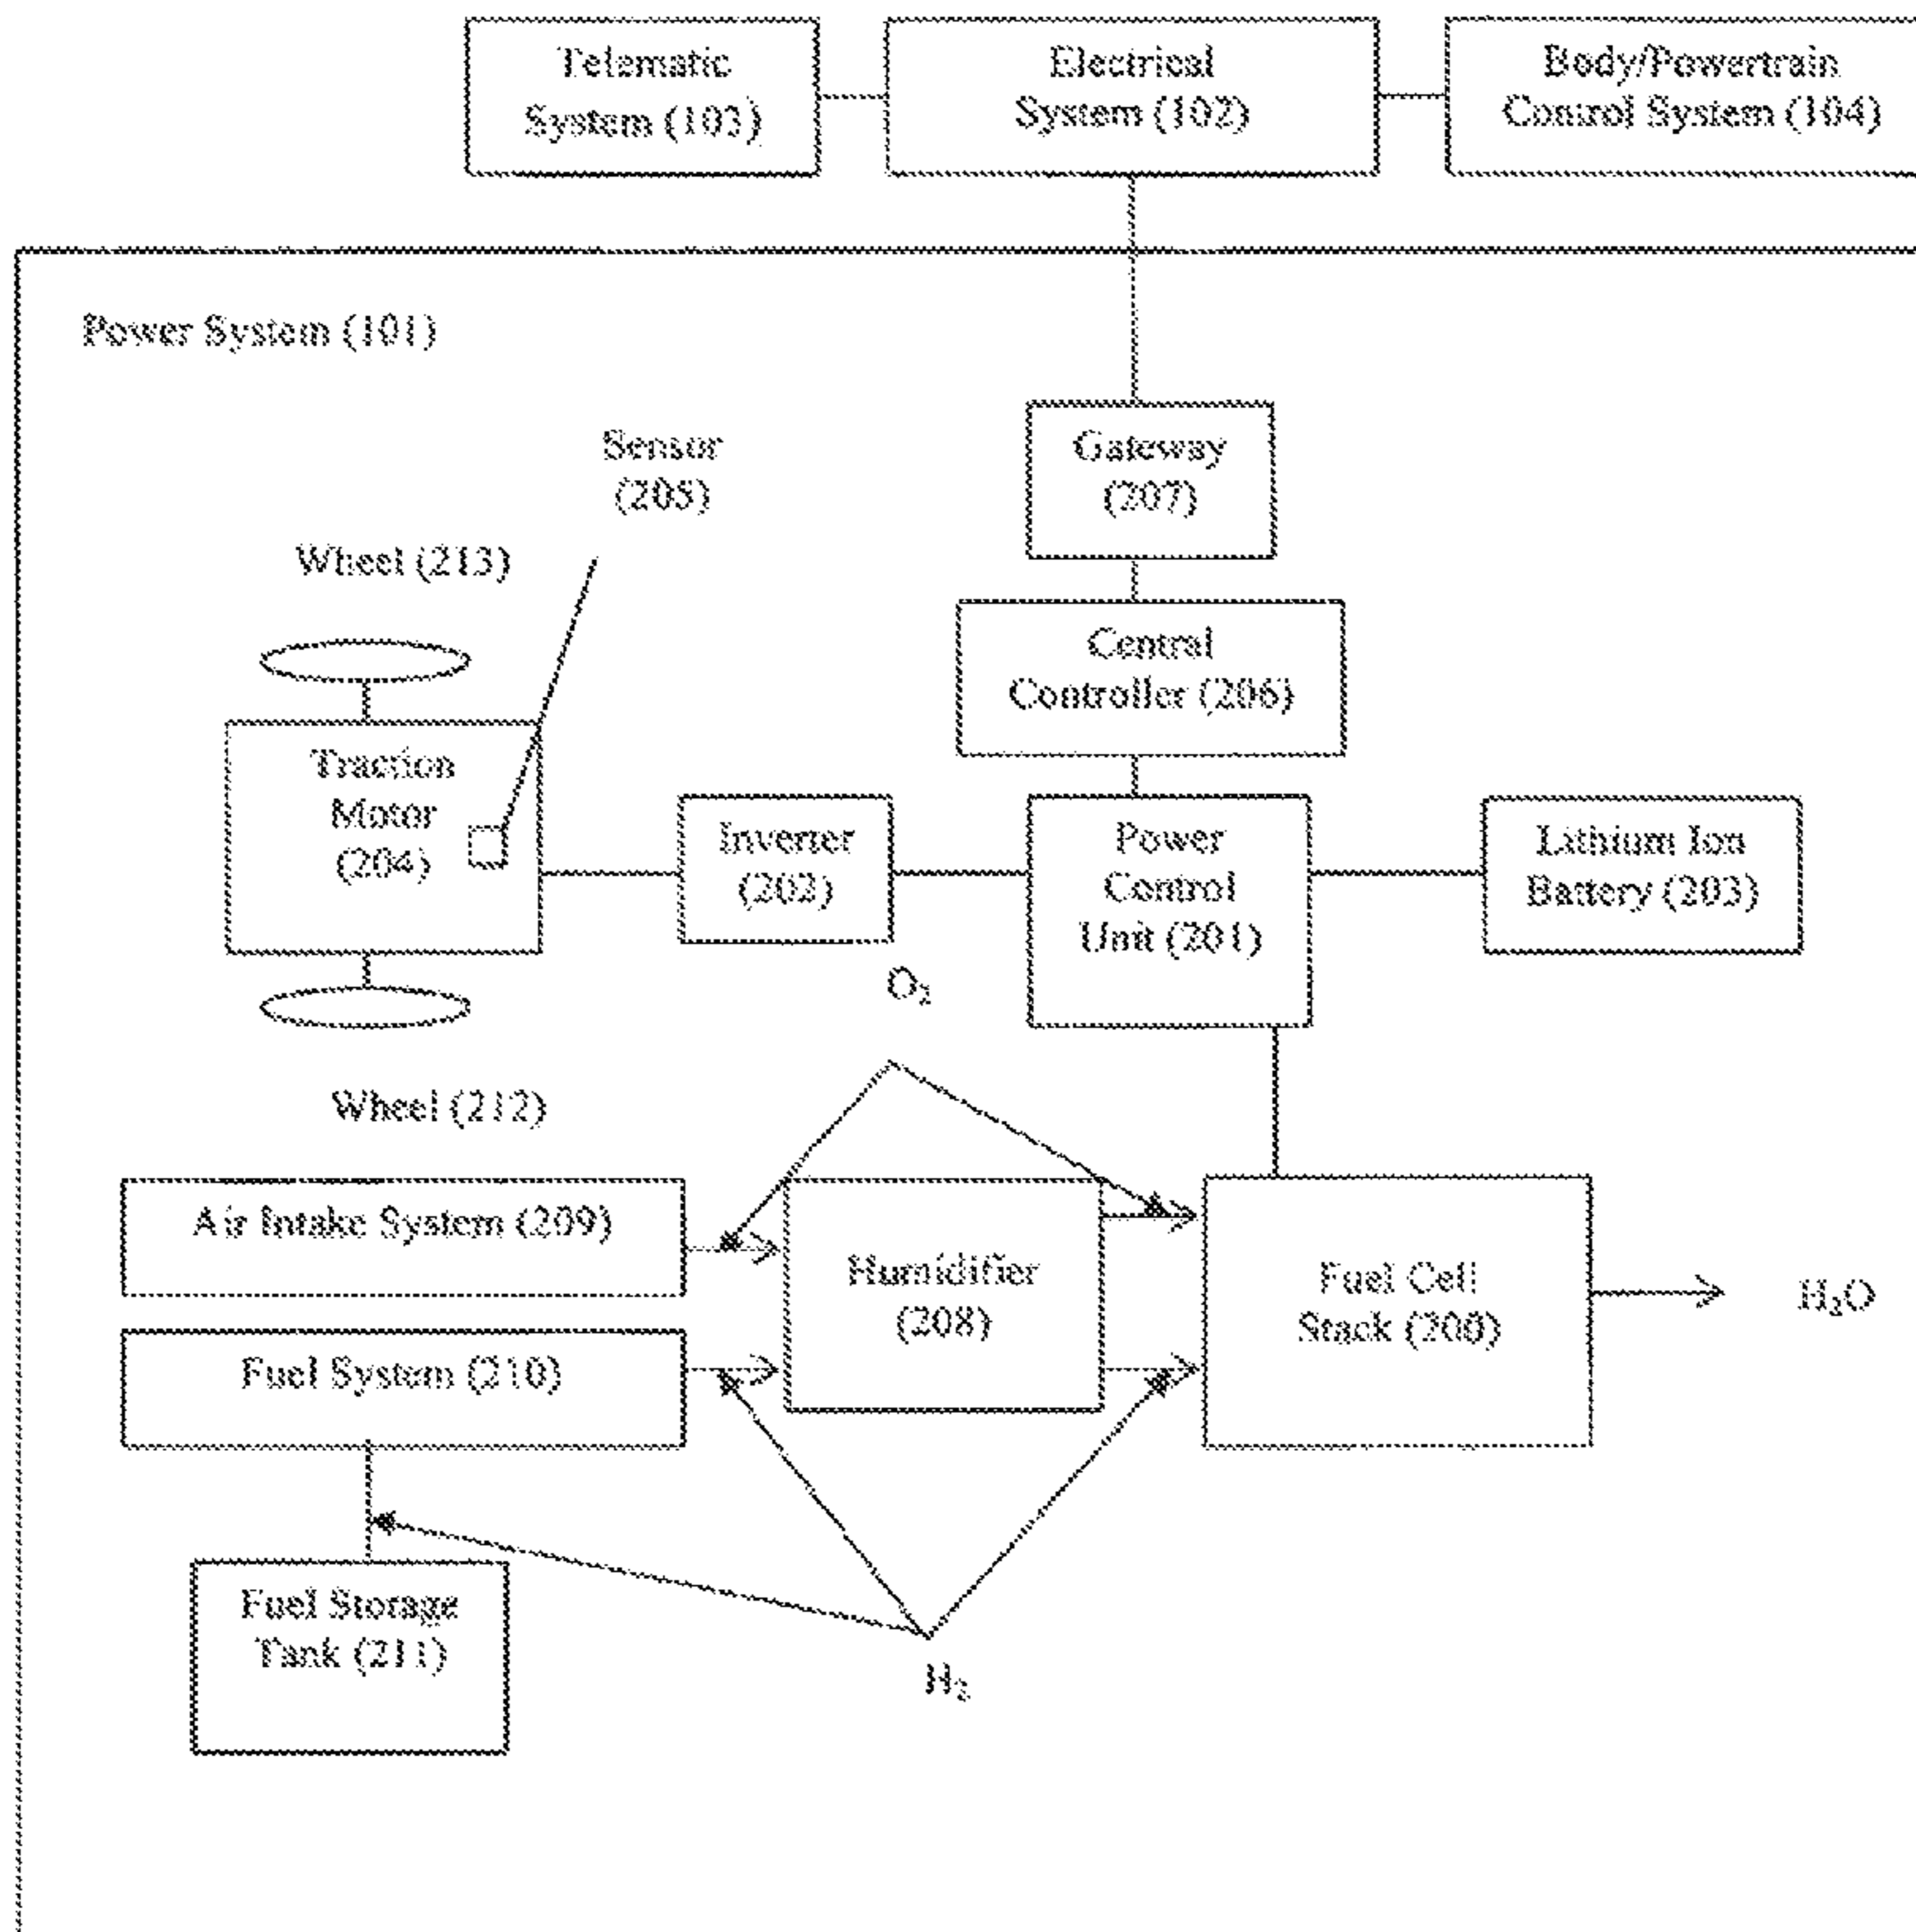 Telematic
System (103)
Electrical
System (102)
Body/Powertrain
Control System (104)
Power System (101)
Sensor
(205)
Gateway
(207)
Wheel (213)
Central
Controller (206)
Traction
Motor
(204)
Inverter
(202)
Power
Control
Unit (201)
Lithium Ion
Battery (203)
O₂
Wheel (212)
Air Intake System (209)
Humidifier
(208)
Fuel Cell
Stack (200)
H₂O
Fuel System (210)
Fuel Storage
Tank (211)
H₂